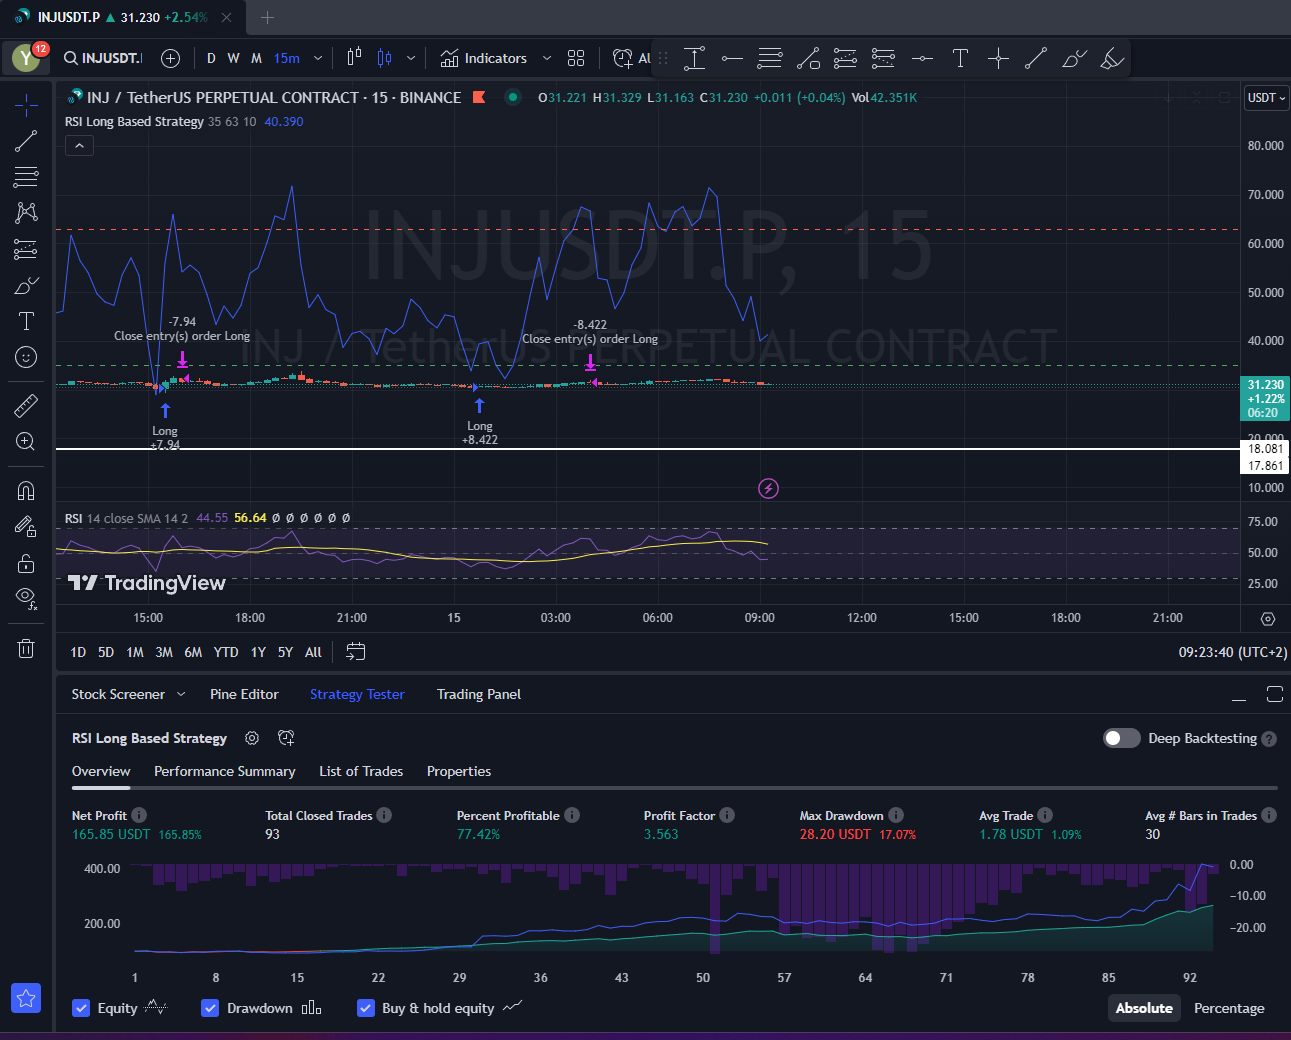 INJUSDT.P ▲ 31.230 +2.54%
Y 12 INJUSDT. D W M 15m Indicators
INJ / TetherUS PERPETUAL CONTRACT · 15 · BINANCE O31.221 H31.329 L31.163 C31.230 +0.011 (+0.04%) Vol42.351K USDT
RSI Long Based Strategy 35 63 10 40.390
80.000
70.000
60.000
50.000
40.000
31.230
+1.22%
06:20
20.000
18.081
17.861
10.000
INJUSDT.P, 15
INJ / TetherUS PERPETUAL CONTRACT
-7.94
Close entry(s) order Long
-8.422
Close entry(s) order Long
Long
+7.94
Long
+8.422
RSI 14 close SMA 14 2 44.55 56.64 Ø Ø Ø Ø Ø Ø
75.00
50.00
25.00
TradingView
15:00 18:00 21:00 15 03:00 06:00 09:00 12:00 15:00 18:00 21:00
1D 5D 1M 3M 6M YTD 1Y 5Y All 09:23:40 (UTC+2)
Stock Screener Pine Editor Strategy Tester Trading Panel
RSI Long Based Strategy Deep Backtesting
Overview Performance Summary List of Trades Properties
Net Profit Total Closed Trades Percent Profitable Profit Factor Max Drawdown Avg Trade Avg # Bars in Trades
165.85 USDT 165.85% 93 77.42% 3.563 28.20 USDT 17.07% 1.78 USDT 1.09% 30
400.00
200.00
0.00
−10.00
−20.00
1 8 15 22 29 36 43 50 57 64 71 78 85 92
Equity Drawdown Buy & hold equity Absolute Percentage